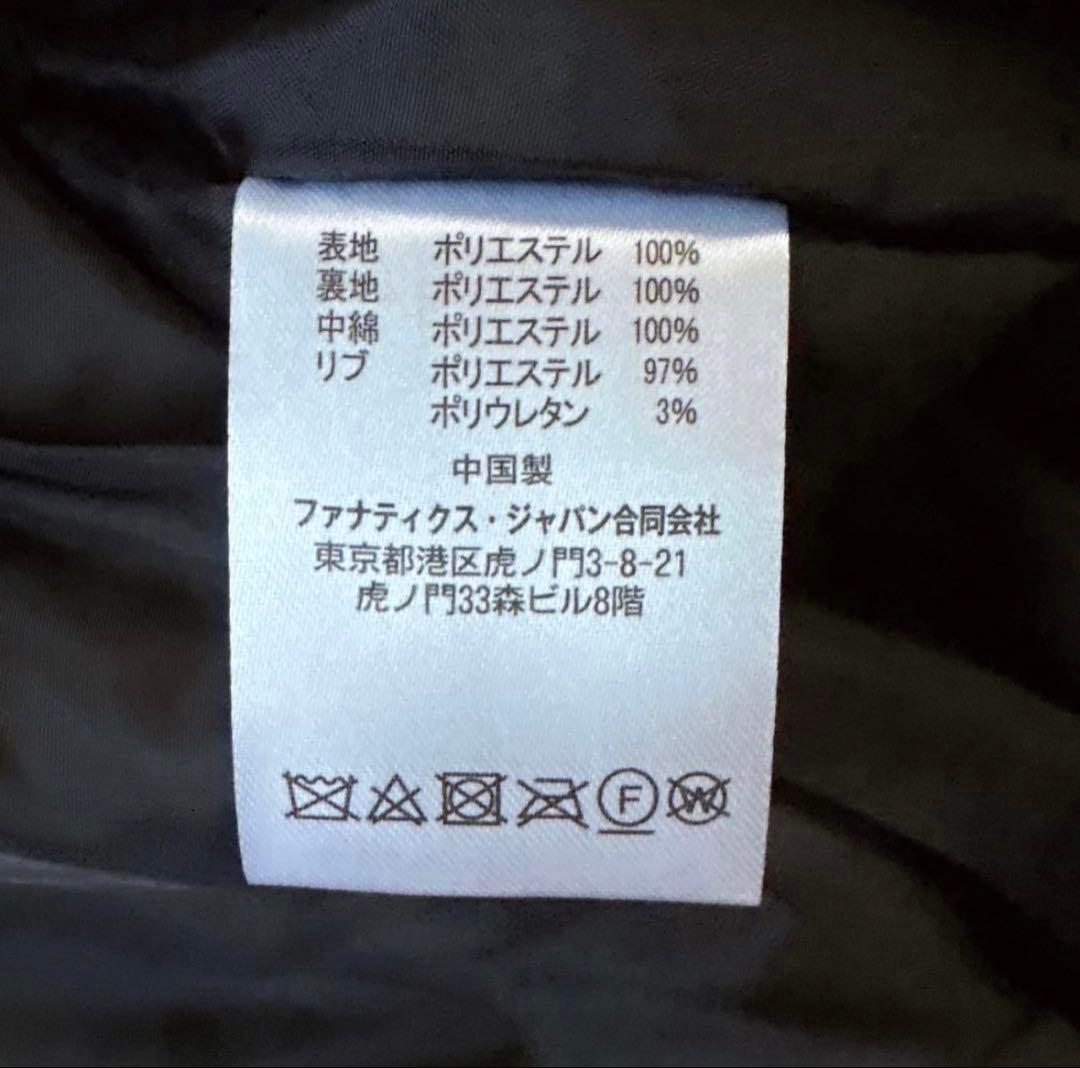 表地 ポリエステル 100%
裏地 ポリエステル 100%
中綿 ポリエステル 100%
リブ ポリエステル 97%
ポリウレタン 3%
中国製
ファナティクス・ジャパン合同会社
東京都港区虎ノ門3-8-21
虎ノ門33森ビル8階
F W